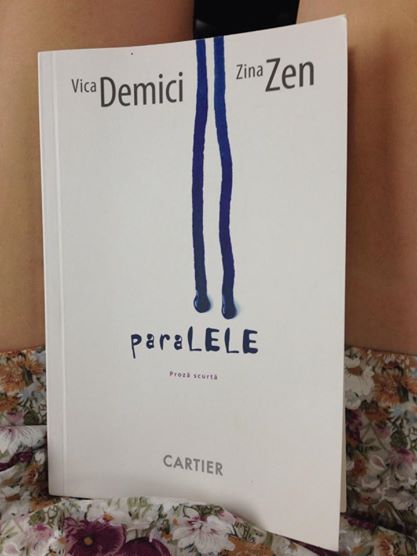 Vica Demici
Zina Zen
paraLELE
Proză scurtă
CARTIER